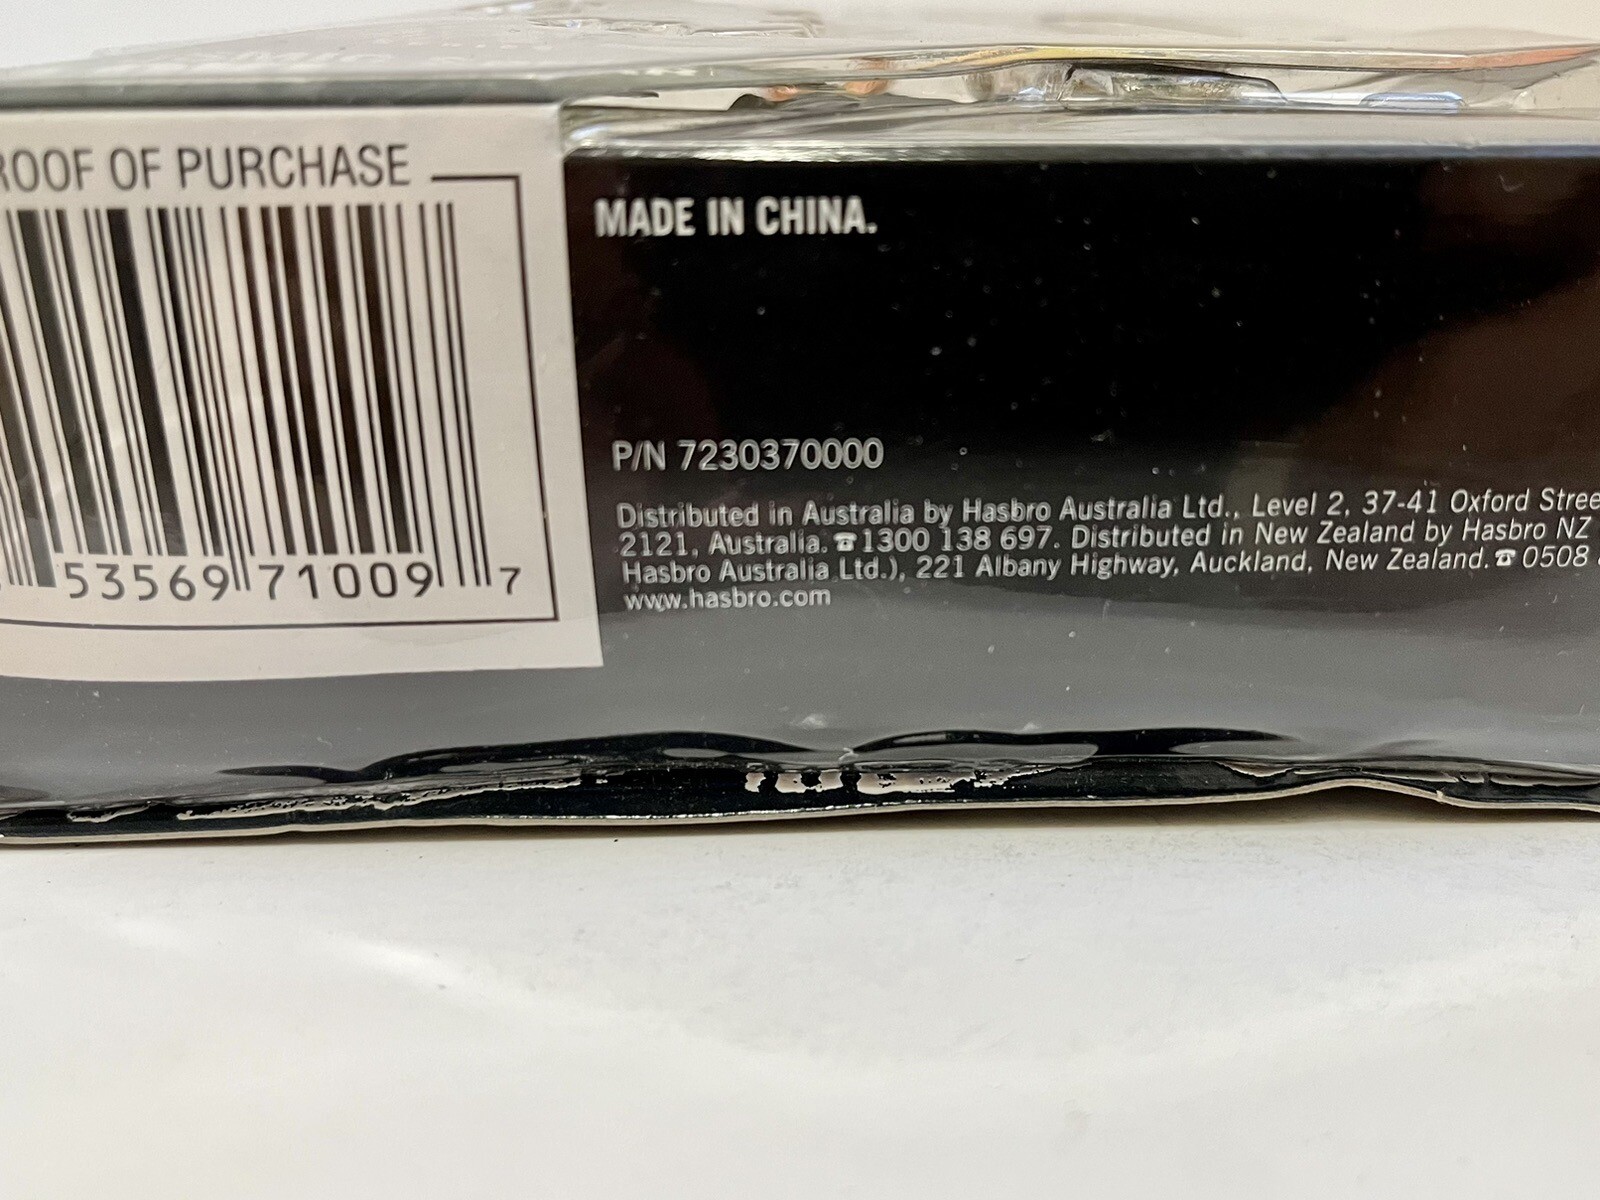 ROOF OF PURCHASE
53569 71009 7
MADE IN CHINA.
P/N 7230370000
Distributed in Australia by Hasbro Australia Ltd., Level 2, 37-41 Oxford Stree
2121, Australia. ☎1300 138 697. Distributed in New Zealand by Hasbro NZ
Hasbro Australia Ltd.), 221 Albany Highway, Auckland, New Zealand. ☎ 0508
www.hasbro.com